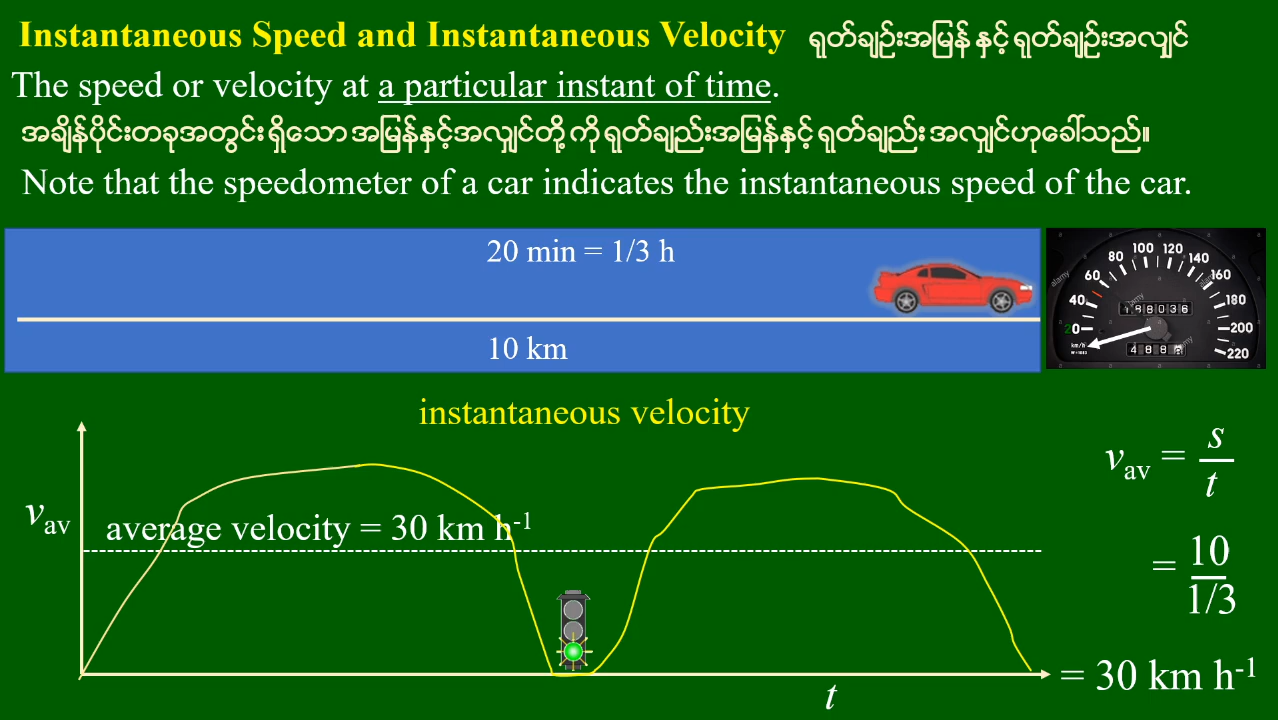 Instantaneous Speed and Instantaneous Velocity ရုတ်ချဉ်းအမြန် နှင့် ရုတ်ချဉ်းအလျှင်
The speed or velocity at a particular instant of time.
အချိန်ပိုင်းတခုအတွင်း ရှိသော အမြန်နှင့်အလျှင်တို့ ကို ရုတ်ချည်းအမြန်နှင့် ရုတ်ချည်း အလျှင်ဟုခေါ်သည်။
Note that the speedometer of a car indicates the instantaneous speed of the car.
20 min = 1/3 h
10 km
20 40 60 80 100 120 140 160 180 200 220
km/h
instantaneous velocity
v_av = s/t
v_av
average velocity = 30 km h⁻¹
= 10 / 1/3
= 30 km h⁻¹
t